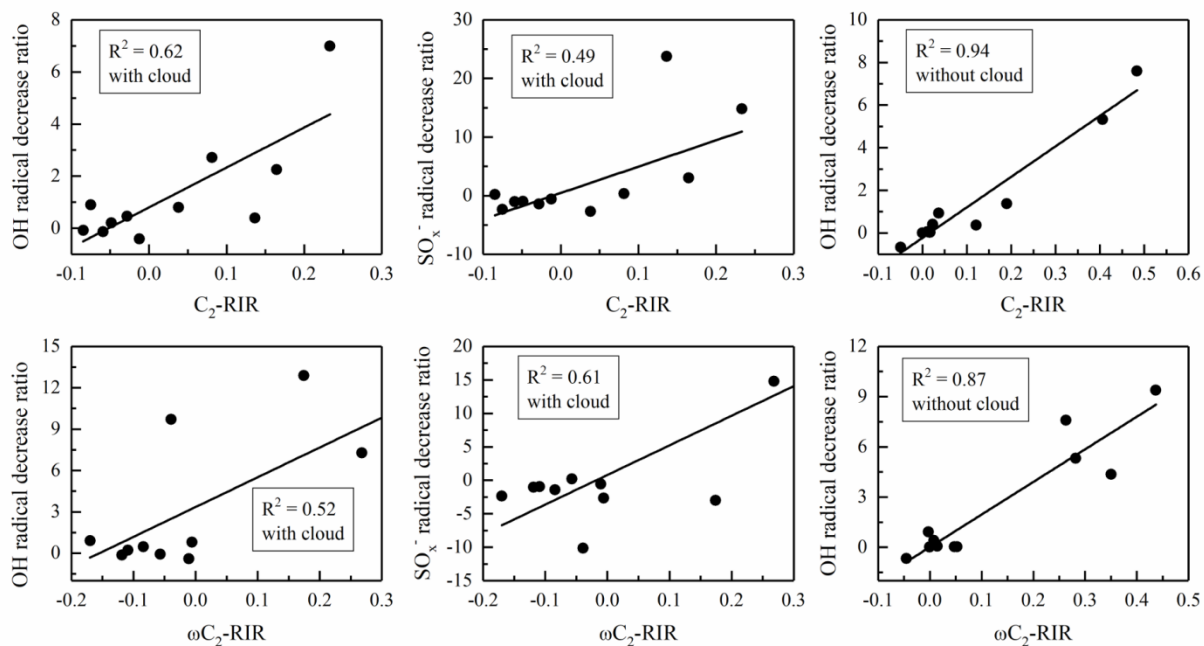 OH radical decrease ratio
8
6
4
2
0
R² = 0.62
with cloud
-0.1 0.0 0.1 0.2 0.3
C₂-RIR
SOₓ⁻ radical decrease ratio
30
20
10
0
-10
R² = 0.49
with cloud
-0.1 0.0 0.1 0.2 0.3
C₂-RIR
OH radical decerase ratio
10
8
6
4
2
0
R² = 0.94
without cloud
-0.1 0.0 0.1 0.2 0.3 0.4 0.5 0.6
C₂-RIR
OH radical decrease ratio
15
12
9
6
3
0
R² = 0.52
with cloud
-0.2 -0.1 0.0 0.1 0.2 0.3
ωC₂-RIR
SOₓ⁻ radical decrease ratio
20
15
10
5
0
-5
-10
-15
R² = 0.61
with cloud
-0.2 -0.1 0.0 0.1 0.2 0.3
ωC₂-RIR
OH radical decrease ratio
12
9
6
3
0
R² = 0.87
without cloud
-0.1 0.0 0.1 0.2 0.3 0.4 0.5
ωC₂-RIR